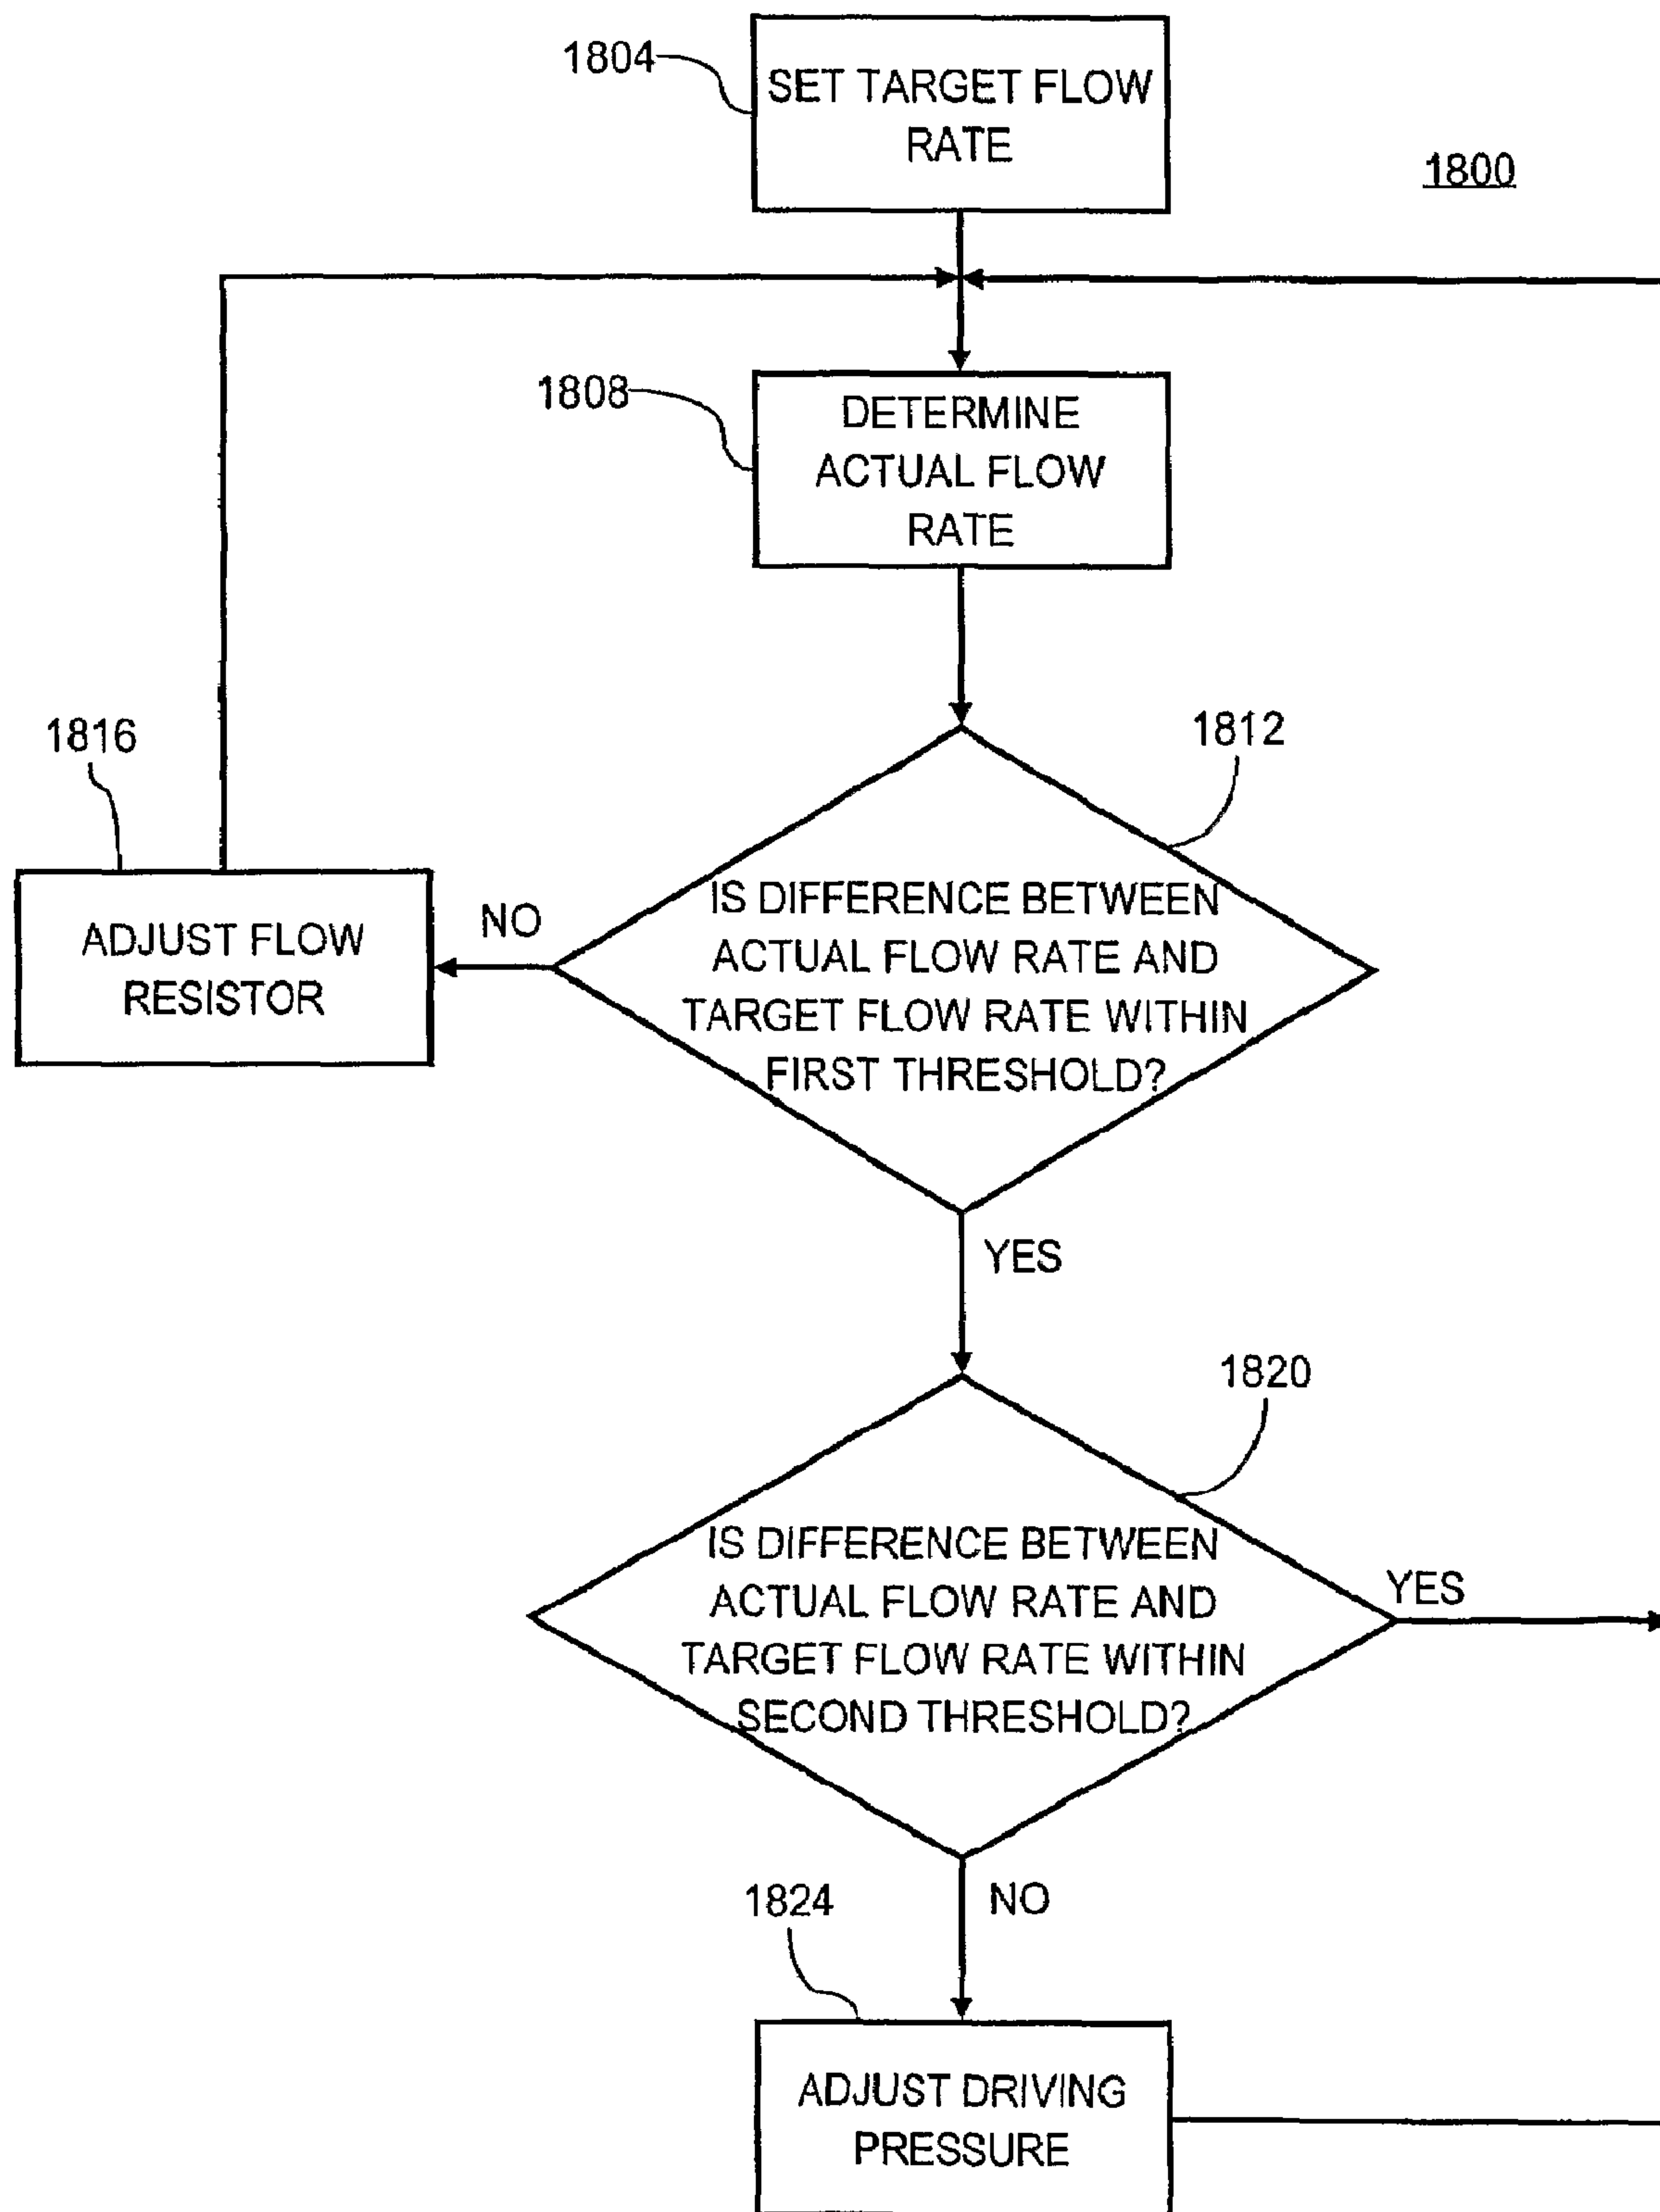 1804
SET TARGET FLOW
RATE
1800
1808
DETERMINE
ACTUAL FLOW
RATE
1812
1816
IS DIFFERENCE BETWEEN
ACTUAL FLOW RATE AND
TARGET FLOW RATE WITHIN
FIRST THRESHOLD?
NO
ADJUST FLOW
RESISTOR
YES
1820
IS DIFFERENCE BETWEEN
ACTUAL FLOW RATE AND
TARGET FLOW RATE WITHIN
SECOND THRESHOLD?
YES
NO
1824
ADJUST DRIVING
PRESSURE